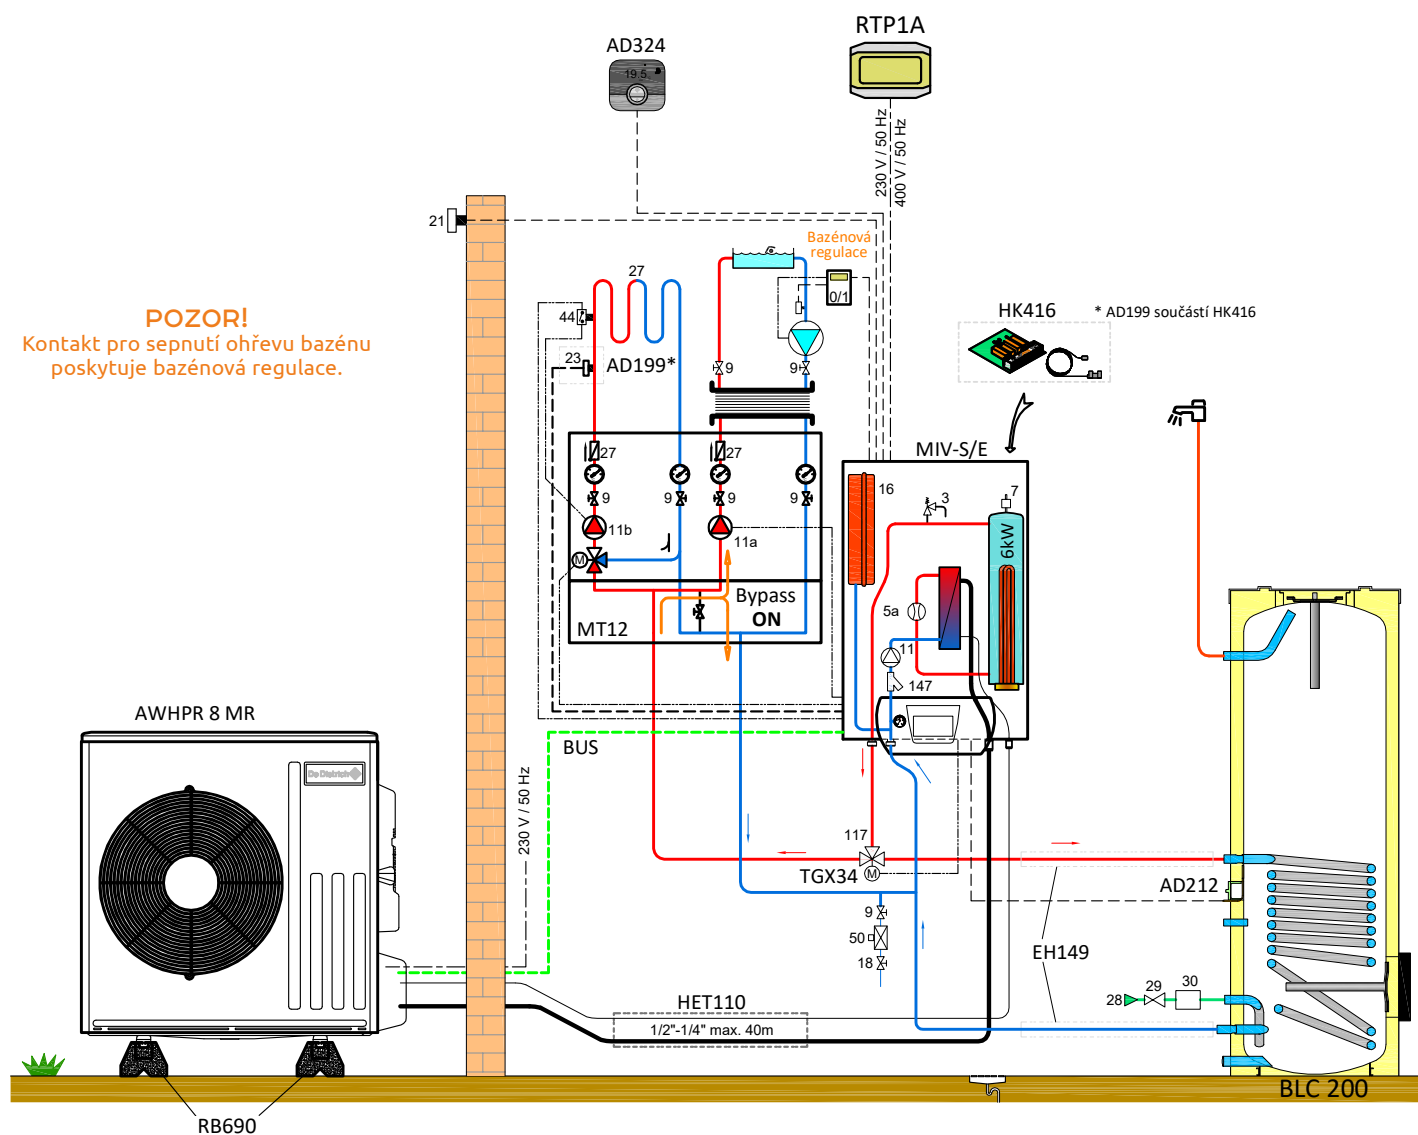 RTP1A
AD324
19.5
230 V / 50 Hz
400 V / 50 Hz
21
Bazénová
regulace
27
0/1
POZOR!
Kontakt pro sepnutí ohřevu bazénu
poskytuje bazénová regulace.
44
23
AD199*
9
9
HK416
* AD199 součástí HK416
MIV-S/E
27
27
16
3
7
9
9
9
9
11b
11a
6kW
M
5a
Bypass
ON
MT12
11
147
AWHPR 8 MR
De Dietrich
BUS
230 V / 50 Hz
117
TGX34
M
AD212
9
50
18
EH149
28
29
30
HET110
1/2"-1/4" max. 40m
BLC 200
RB690